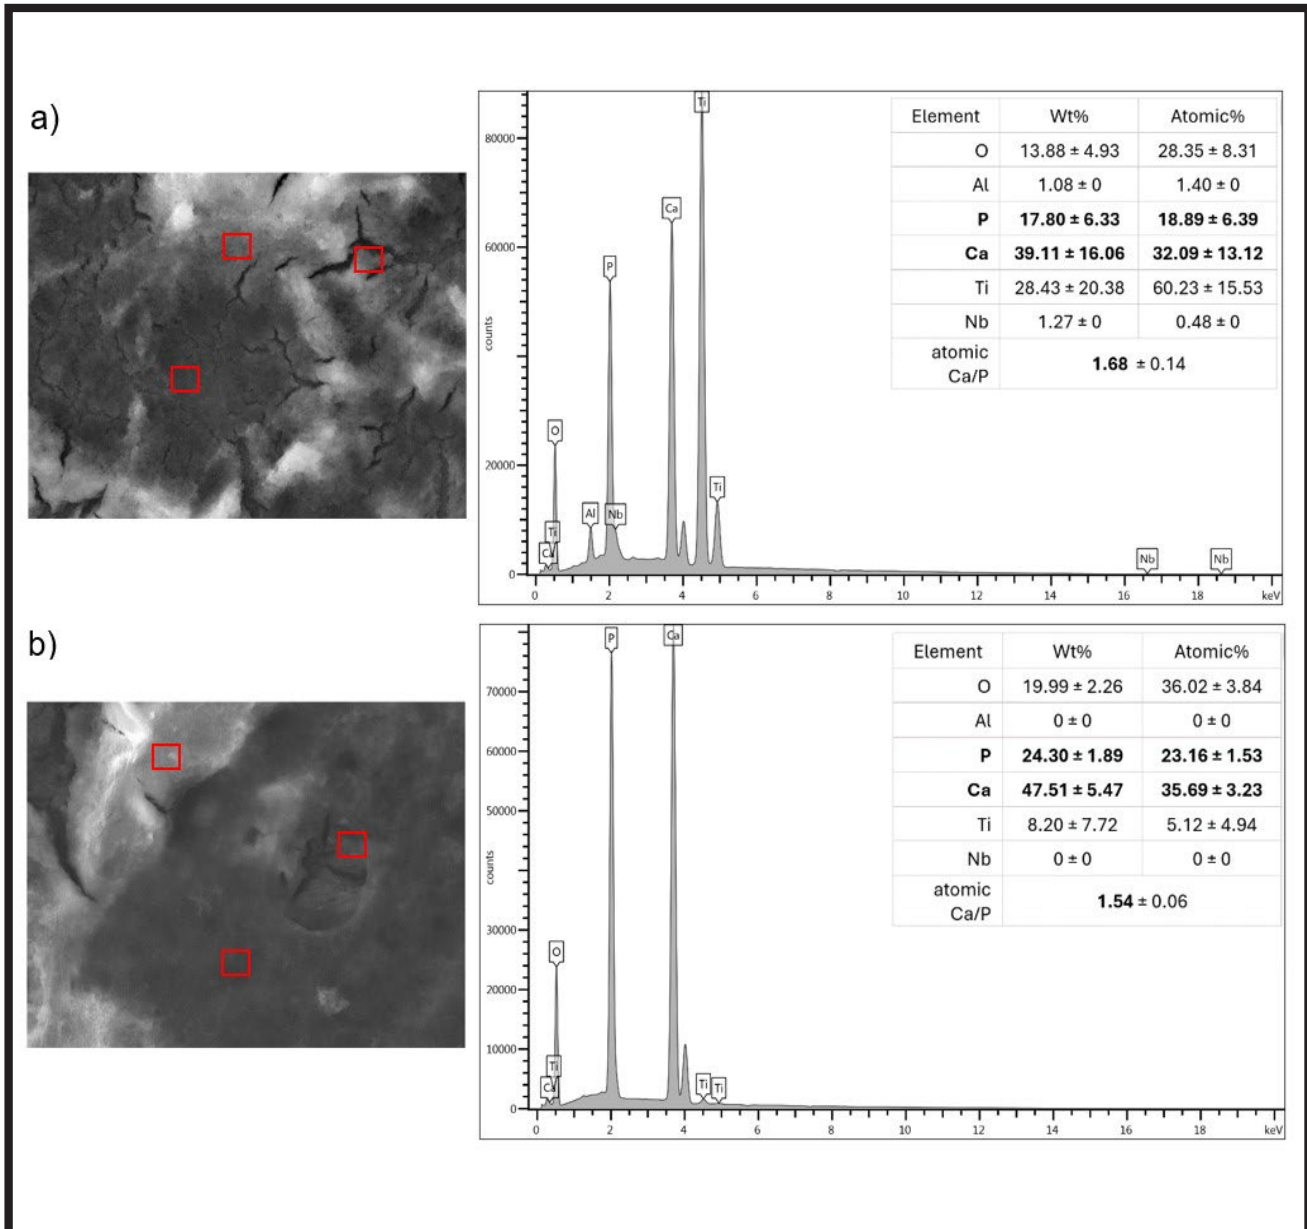 a)
Ti
80000
Ca
60000
P
counts
O
20000
Ti
Al
Nb
Ti
Ca
Nb
Nb
0
0 2 4 6 8 10 12 14 16 18 keV
Element Wt% Atomic%
O 13.88 ± 4.93 28.35 ± 8.31
Al 1.08 ± 0 1.40 ± 0
P 17.80 ± 6.33 18.89 ± 6.39
Ca 39.11 ± 16.06 32.09 ± 13.12
Ti 28.43 ± 20.38 60.23 ± 15.53
Nb 1.27 ± 0 0.48 ± 0
atomic
Ca/P 1.68 ± 0.14
b)
P Ca
70000
60000
50000
counts
40000
30000
O
20000
10000
Ti
Ca
Ti Ti
0
0 2 4 6 8 10 12 14 16 18 keV
Element Wt% Atomic%
O 19.99 ± 2.26 36.02 ± 3.84
Al 0 ± 0 0 ± 0
P 24.30 ± 1.89 23.16 ± 1.53
Ca 47.51 ± 5.47 35.69 ± 3.23
Ti 8.20 ± 7.72 5.12 ± 4.94
Nb 0 ± 0 0 ± 0
atomic
Ca/P 1.54 ± 0.06